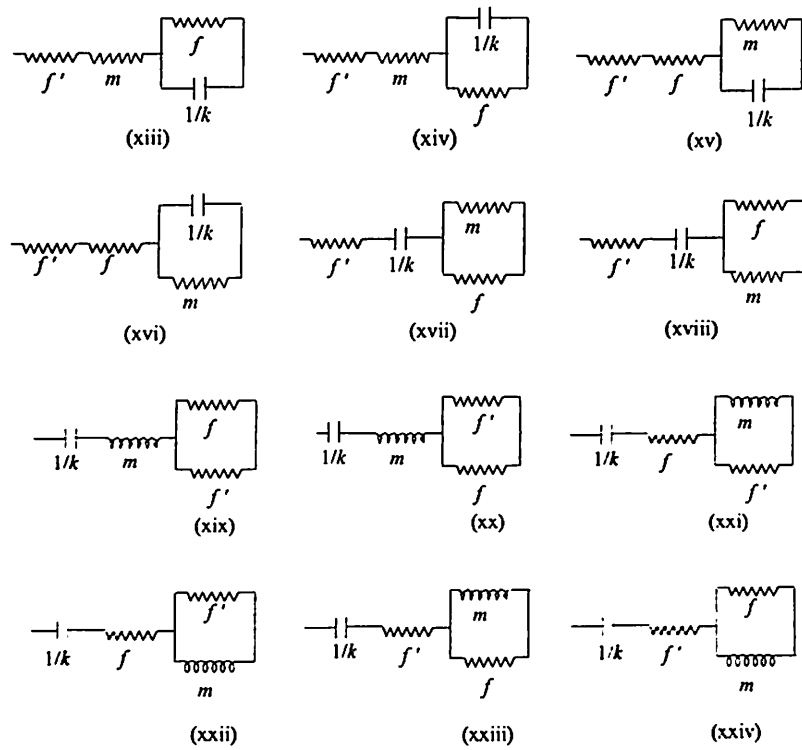 f
1/k
m
f ' m
1/k
f ' m
f
1/k
f ' f
1/k
(xiii)
(xiv)
f
(xv)
1/k
m
f
f ' f
m
f ' 1/k
f
f ' 1/k
m
(xvi)
(xvii)
(xviii)
f
f '
m
1/k m
f '
1/k m
f
1/k f
f '
(xix)
(xx)
(xxi)
f '
m
f
1/k f
m
1/k f '
f
1/k f '
m
(xxii)
(xxiii)
(xxiv)